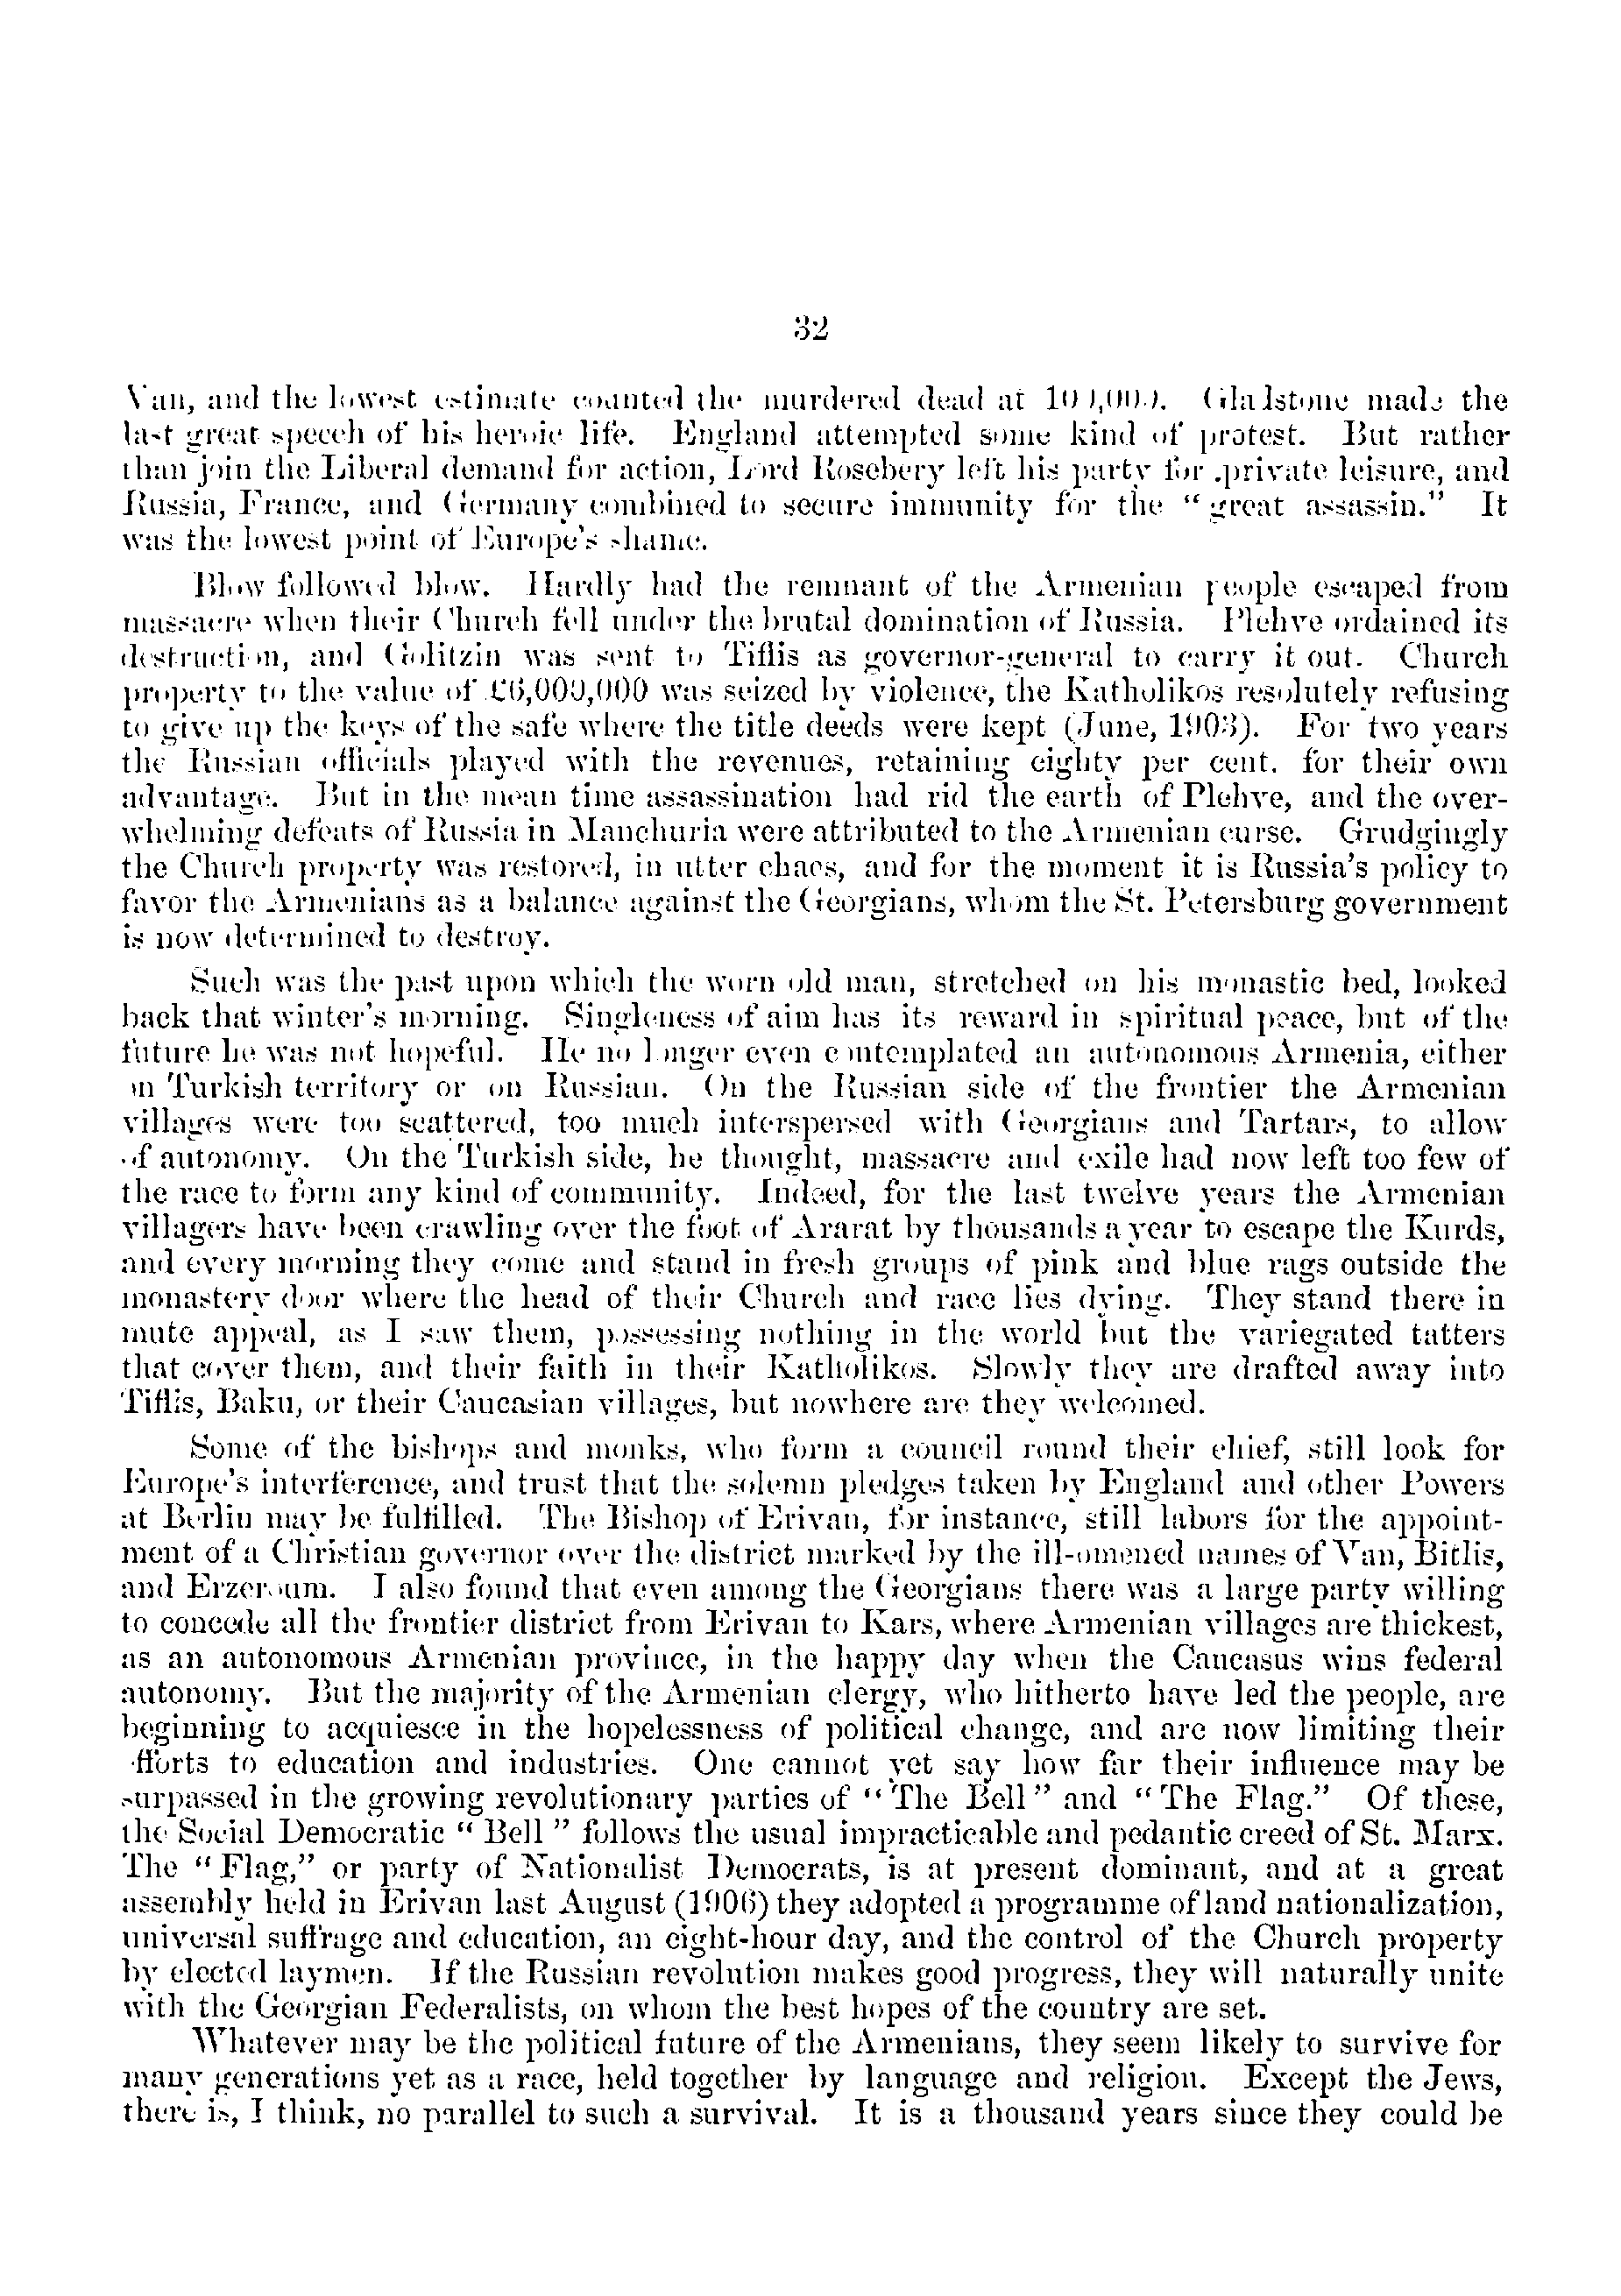 32
Van, and the lowest estimate counted the murdered dead at 100,000. Gladstone made the
last great speech of his heroic life. England attempted some kind of protest. But rather
than join the Liberal demand for action, Lord Rosebery left his party for private leisure, and
Russia, France, and Germany combined to secure immunity for the "great assassin." It
was the lowest point of Europe's shame.
Blow followed blow. Hardly had the remnant of the Armenian people escaped from
massacre when their Church fell under the brutal domination of Russia. Plehve ordained its
destruction, and Golitzin was sent to Tiflis as governor-general to carry it out. Church
property to the value of £6,000,000 was seized by violence, the Katholikos resolutely refusing
to give up the keys of the safe where the title deeds were kept (June, 1903). For two years
the Russian officials played with the revenues, retaining eighty per cent. for their own
advantage. But in the mean time assassination had rid the earth of Plehve, and the over-
whelming defeats of Russia in Manchuria were attributed to the Armenian curse. Grudgingly
the Church property was restored, in utter chaos, and for the moment it is Russia's policy to
favor the Armenians as a balance against the Georgians, whom the St. Petersburg government
is now determined to destroy.
Such was the past upon which the worn old man, stretched on his monastic bed, looked
back that winter's morning. Singleness of aim has its reward in spiritual peace, but of the
future he was not hopeful. He no longer even contemplated an autonomous Armenia, either
on Turkish territory or on Russian. On the Russian side of the frontier the Armenian
villages were too scattered, too much interspersed with Georgians and Tartars, to allow
of autonomy. On the Turkish side, he thought, massacre and exile had now left too few of
the race to form any kind of community. Indeed, for the last twelve years the Armenian
villagers have been crawling over the foot of Ararat by thousands a year to escape the Kurds,
and every morning they come and stand in fresh groups of pink and blue rags outside the
monastery door where the head of their Church and race lies dying. They stand there in
mute appeal, as I saw them, possessing nothing in the world but the variegated tatters
that cover them, and their faith in their Katholikos. Slowly they are drafted away into
Tiflis, Baku, or their Caucasian villages, but nowhere are they welcomed.
Some of the bishops and monks, who form a council round their chief, still look for
Europe's interference, and trust that the solemn pledges taken by England and other Powers
at Berlin may be fulfilled. The Bishop of Erivan, for instance, still labors for the appoint-
ment of a Christian governor over the district marked by the ill-omened names of Van, Bitlis,
and Erzeroum. I also found that even among the Georgians there was a large party willing
to concede all the frontier district from Erivan to Kars, where Armenian villages are thickest,
as an autonomous Armenian province, in the happy day when the Caucasus wins federal
autonomy. But the majority of the Armenian clergy, who hitherto have led the people, are
beginning to acquiesce in the hopelessness of political change, and are now limiting their
efforts to education and industries. One cannot yet say how far their influence may be
surpassed in the growing revolutionary parties of "The Bell" and "The Flag." Of these,
the Social Democratic "Bell" follows the usual impracticable and pedantic creed of St. Marx.
The "Flag," or party of Nationalist Democrats, is at present dominant, and at a great
assembly held in Erivan last August (1906) they adopted a programme of land nationalization,
universal suffrage and education, an eight-hour day, and the control of the Church property
by elected laymen. If the Russian revolution makes good progress, they will naturally unite
with the Georgian Federalists, on whom the best hopes of the country are set.
Whatever may be the political future of the Armenians, they seem likely to survive for
many generations yet as a race, held together by language and religion. Except the Jews,
there is, I think, no parallel to such a survival. It is a thousand years since they could be